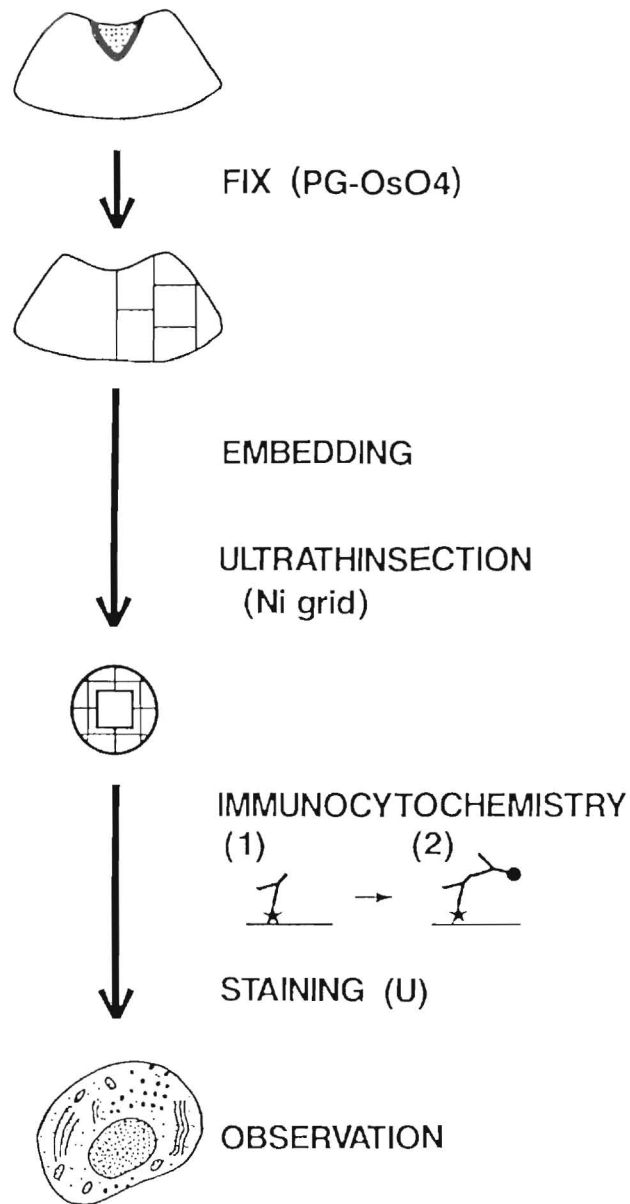 FIX (PG-OsO4)
EMBEDDING
ULTRATHINSECTION
(Ni grid)
IMMUNOCYTOCHEMISTRY
(1) (2)
STAINING (U)
OBSERVATION